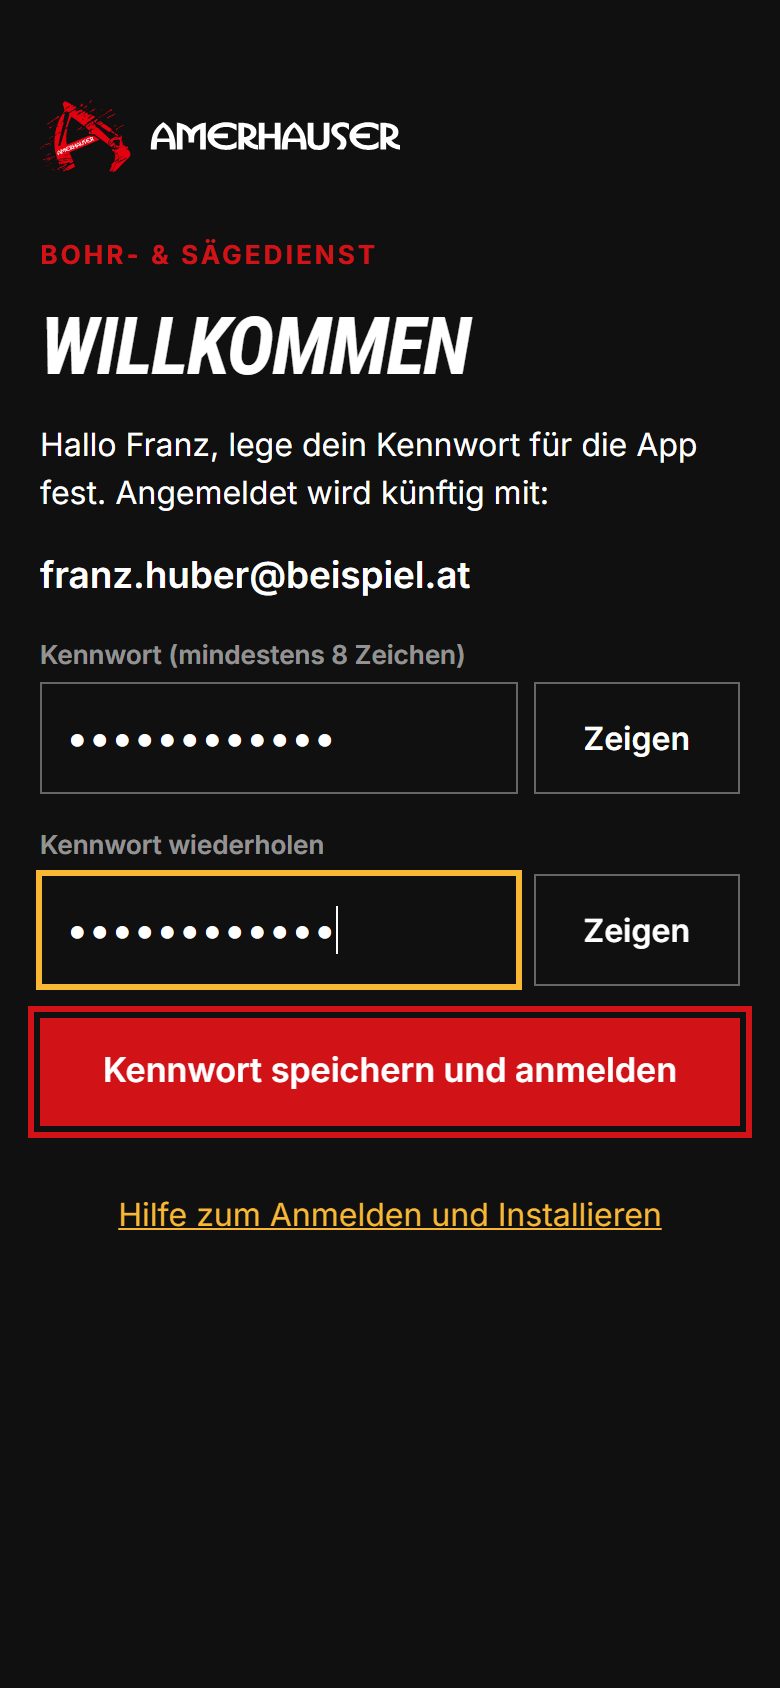 AMERHAUSER
AMERHAUSER
BOHR- & SÄGEDIENST
WILLKOMMEN
Hallo Franz, lege dein Kennwort für die App
fest. Angemeldet wird künftig mit:
franz.huber@beispiel.at
Kennwort (mindestens 8 Zeichen)
●●●●●●●●●●●●
Zeigen
Kennwort wiederholen
●●●●●●●●●●●●
Zeigen
Kennwort speichern und anmelden
Hilfe zum Anmelden und Installieren